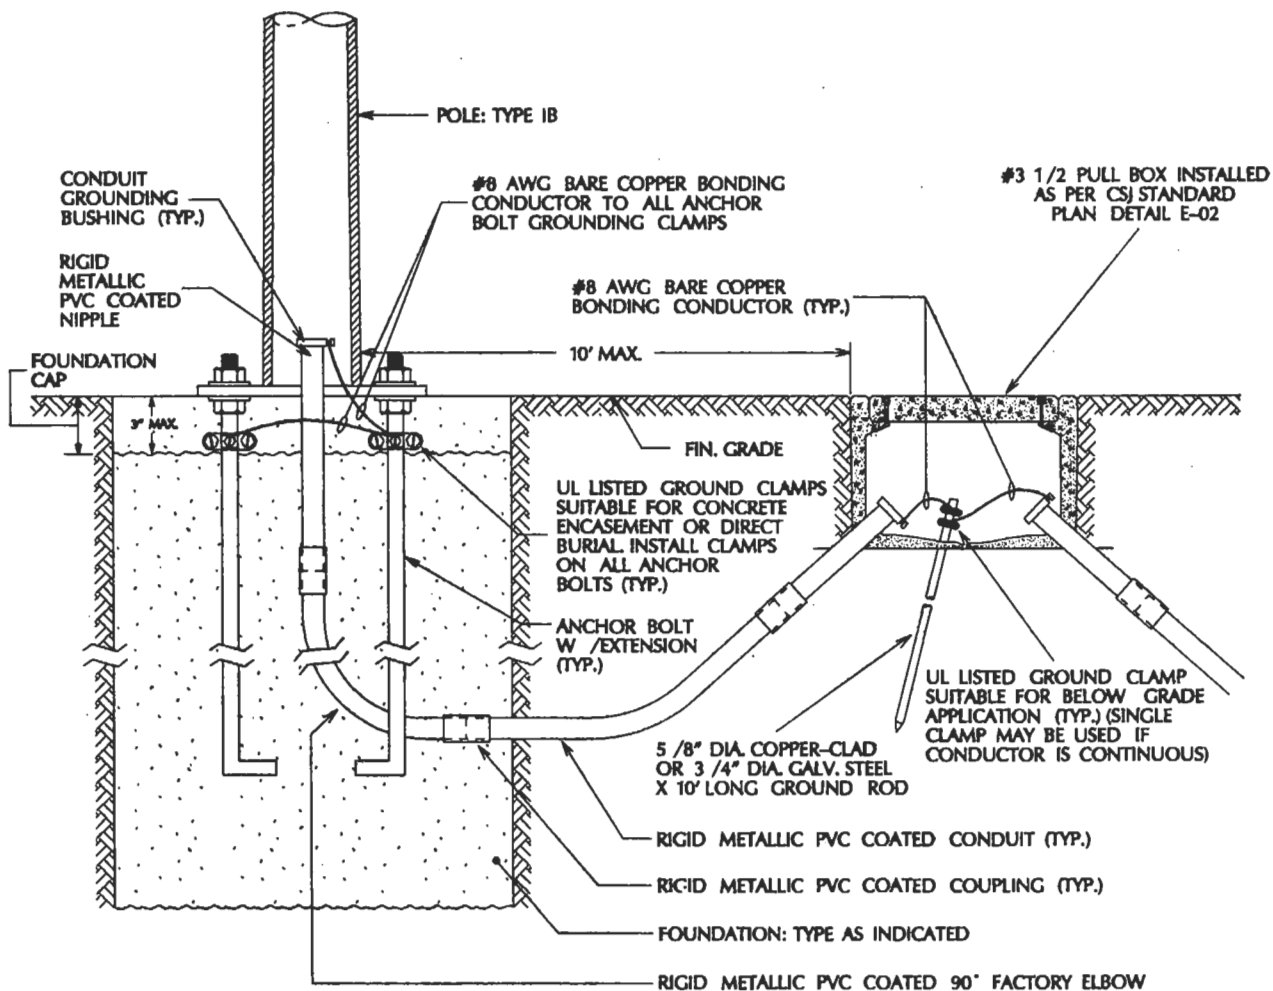 POLE: TYPE 1B
CONDUIT
GROUNDING
BUSHING (TYP.)
#8 AWG BARE COPPER BONDING
CONDUCTOR TO ALL ANCHOR
BOLT GROUNDING CLAMPS
#3 1/2 PULL BOX INSTALLED
AS PER CSJ STANDARD
PLAN DETAIL E-02
RIGID
METALLIC
PVC COATED
NIPPLE
#8 AWG BARE COPPER
BONDING CONDUCTOR (TYP.)
FOUNDATION
CAP
10' MAX.
3" MAX.
FIN. GRADE
UL LISTED GROUND CLAMPS
SUITABLE FOR CONCRETE
ENCASEMENT OR DIRECT
BURIAL. INSTALL CLAMPS
ON ALL ANCHOR
BOLTS (TYP.)
ANCHOR BOLT
W /EXTENSION
(TYP.)
UL LISTED GROUND CLAMP
SUITABLE FOR BELOW GRADE
APPLICATION (TYP.) (SINGLE
CLAMP MAY BE USED IF
CONDUCTOR IS CONTINUOUS)
5 /8" DIA. COPPER-CLAD
OR 3 /4" DIA. GALV. STEEL
X 10' LONG GROUND ROD
RIGID METALLIC PVC COATED CONDUIT (TYP.)
RIGID METALLIC PVC COATED COUPLING (TYP.)
FOUNDATION: TYPE AS INDICATED
RIGID METALLIC PVC COATED 90° FACTORY ELBOW